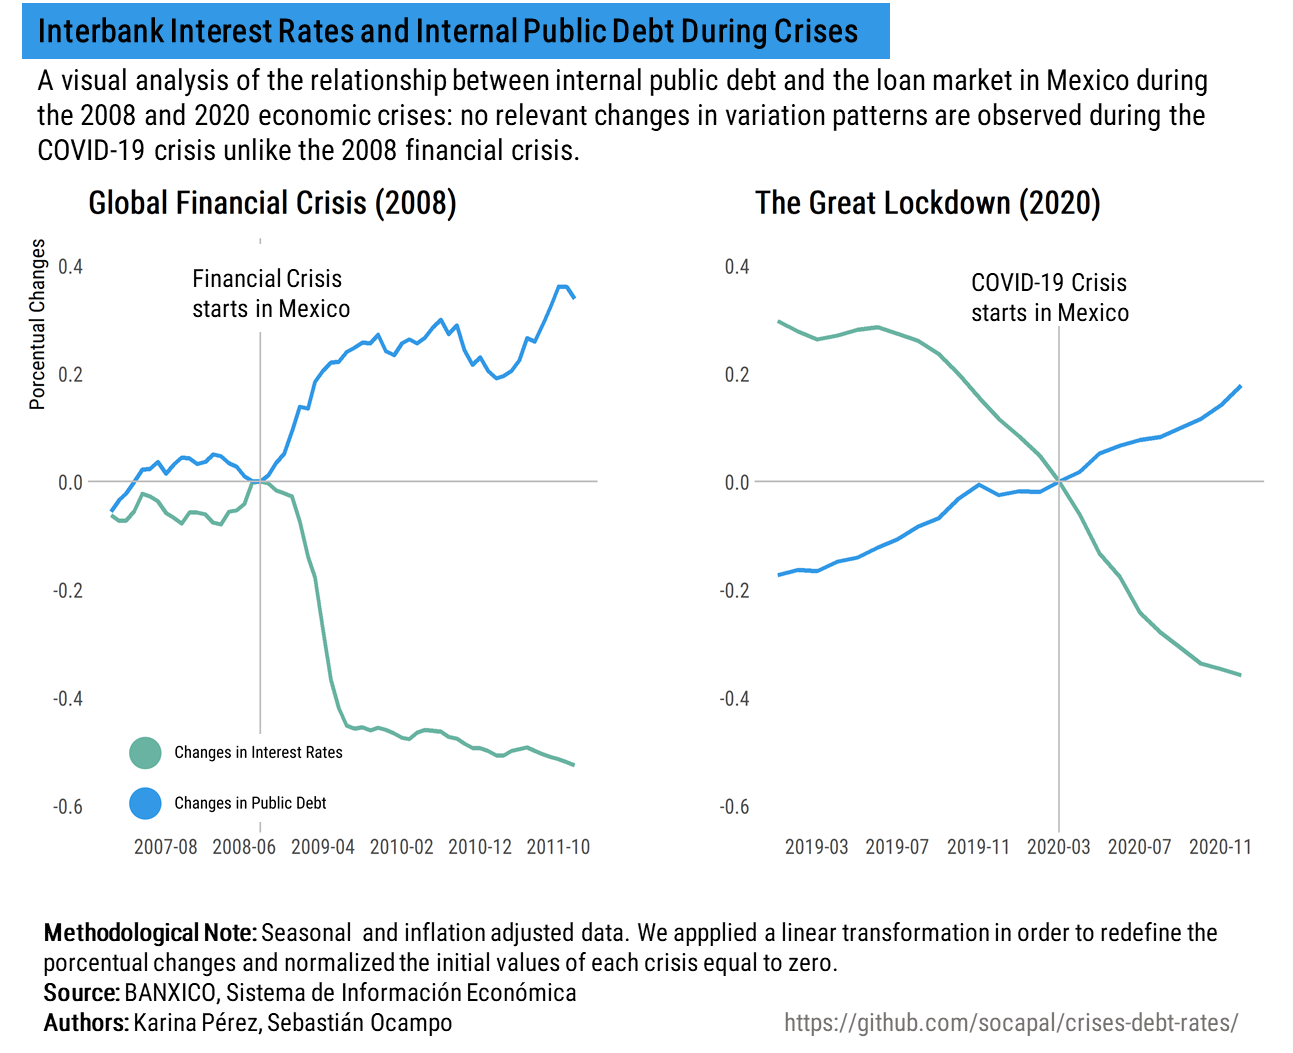 Interbank Interest Rates and Internal Public Debt During Crises
A visual analysis of the relationship between internal public debt and the loan market in Mexico during
the 2008 and 2020 economic crises: no relevant changes in variation patterns are observed during the
COVID-19 crisis unlike the 2008 financial crisis.
Global Financial Crisis (2008)
Porcentual Changes
0.4
0.2
0.0
-0.2
-0.4
-0.6
Financial Crisis
starts in Mexico
Changes in Interest Rates
Changes in Public Debt
2007-08 2008-06 2009-04 2010-02 2010-12 2011-10
The Great Lockdown (2020)
0.4
0.2
0.0
-0.2
-0.4
-0.6
COVID-19 Crisis
starts in Mexico
2019-03 2019-07 2019-11 2020-03 2020-07 2020-11
Methodological Note: Seasonal and inflation adjusted data. We appplied a linear transformation in order to redefine the
porcentual changes and normalized the initial values of each crisis equal to zero.
Source: BANXICO, Sistema de Información Económica
Authors: Karina Pérez, Sebastián Ocampo
https://github.com/socapal/crises-debt-rates/